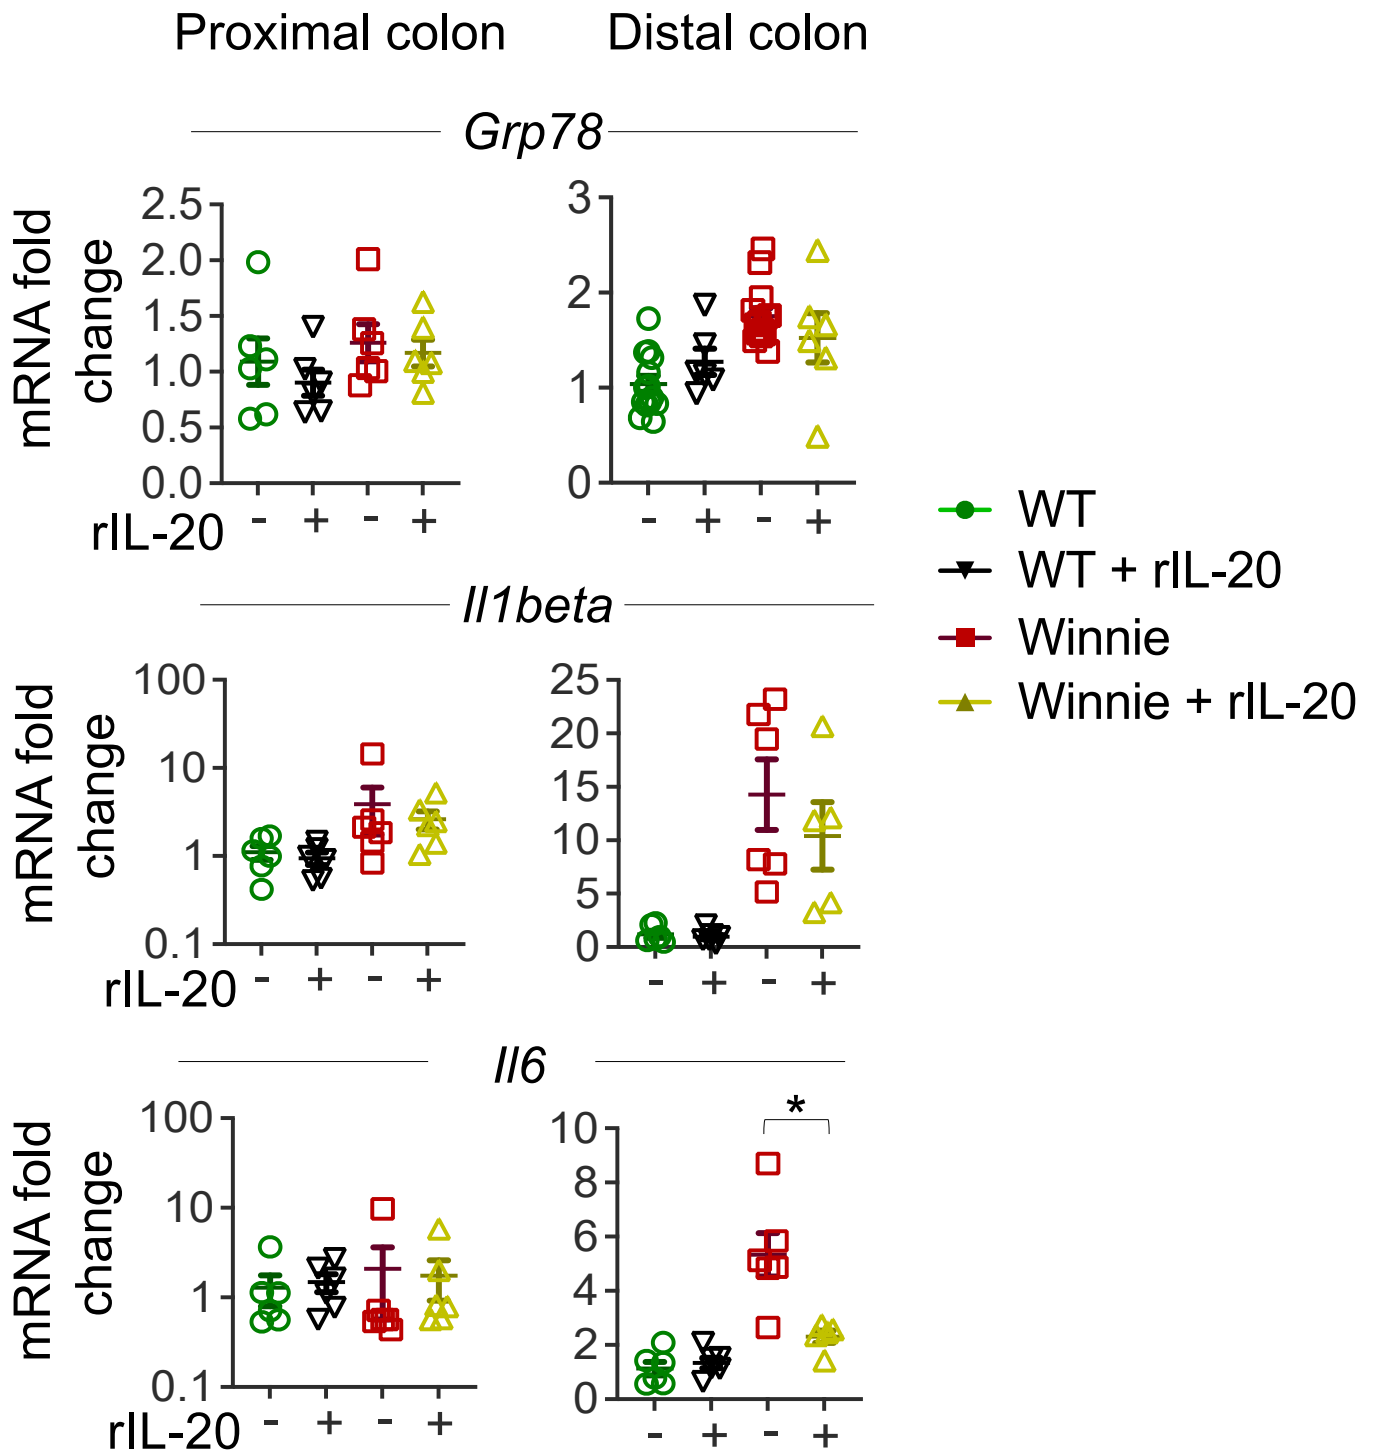 Proximal colon
Distal colon
Grp78
mRNA fold
change
2.5
2.0
1.5
1.0
0.5
0.0
3
2
1
0
rIL-20 - + - +
- + - +
WT
WT + rIL-20
Winnie
Winnie + rIL-20
Il1beta
mRNA fold
change
100
10
1
0.1
25
20
15
10
5
0
rIL-20 - + - +
- + - +
Il6
mRNA fold
change
100
10
1
0.1
*
10
8
6
4
2
0
rIL-20 - + - +
- + - +